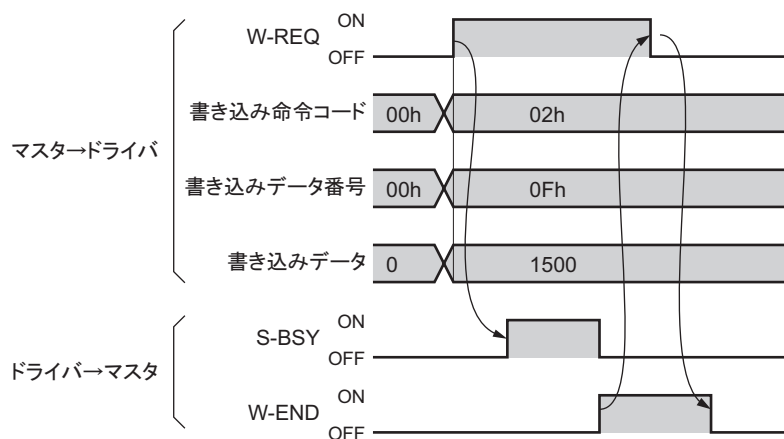 W-REQ ON
OFF
書き込み命令コード 00h 02h
マスタ→ドライバ
書き込みデータ番号 00h 0Fh
書き込みデータ 0 1500
S-BSY ON
OFF
ドライバ→マスタ
W-END ON
OFF